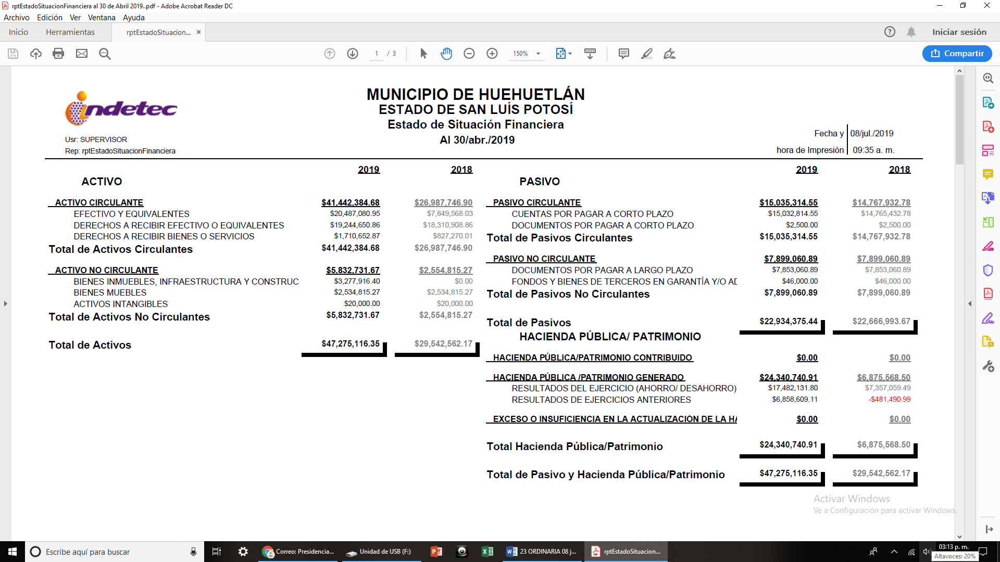 rptEstadoSituacionFinanciera al 30 de Abril 2019..pdf - Adobe Acrobat Reader DC
Archivo Edición Ver Ventana Ayuda
Inicio Herramientas rptEstadoSituacion... × Iniciar sesión
1 / 3 150% Compartir
indetec
MUNICIPIO DE HUEHUETLÁN
ESTADO DE SAN LUÍS POTOSÍ
Estado de Situación Financiera
Al 30/abr./2019
Usr: SUPERVISOR
Rep: rptEstadoSituacionFinanciera
Fecha y 08/jul./2019
hora de Impresión 09:35 a. m.
2019 2018
ACTIVO
ACTIVO CIRCULANTE $41,442,384.68 $26,987,746.90
EFECTIVO Y EQUIVALENTES $20,487,080.95 $7,849,568.03
DERECHOS A RECIBIR EFECTIVO O EQUIVALENTES $19,244,650.86 $18,310,908.86
DERECHOS A RECIBIR BIENES O SERVICIOS $1,710,652.87 $827,270.01
Total de Activos Circulantes $41,442,384.68 $26,987,746.90
ACTIVO NO CIRCULANTE $5,832,731.67 $2,554,815.27
BIENES INMUEBLES, INFRAESTRUCTURA Y CONSTRUC $3,277,916.40 $0.00
BIENES MUEBLES $2,534,815.27 $2,534,815.27
ACTIVOS INTANGIBLES $20,000.00 $20,000.00
Total de Activos No Circulantes $5,832,731.67 $2,554,815.27
Total de Activos $47,275,116.35 $29,542,562.17
2019 2018
PASIVO
PASIVO CIRCULANTE $15,035,314.55 $14,767,932.78
CUENTAS POR PAGAR A CORTO PLAZO $15,032,814.55 $14,765,432.78
DOCUMENTOS POR PAGAR A CORTO PLAZO $2,500.00 $2,500.00
Total de Pasivos Circulantes $15,035,314.55 $14,767,932.78
PASIVO NO CIRCULANTE $7,899,060.89 $7,899,060.89
DOCUMENTOS POR PAGAR A LARGO PLAZO $7,853,060.89 $7,853,060.89
FONDOS Y BIENES DE TERCEROS EN GARANTÍA Y/O AD $46,000.00 $46,000.00
Total de Pasivos No Circulantes $7,899,060.89 $7,899,060.89
Total de Pasivos $22,934,375.44 $22,666,993.67
HACIENDA PÚBLICA/ PATRIMONIO
HACIENDA PÚBLICA/PATRIMONIO CONTRIBUIDO $0.00 $0.00
HACIENDA PÚBLICA /PATRIMONIO GENERADO $24,340,740.91 $6,875,568.50
RESULTADOS DEL EJERCICIO (AHORRO/ DESAHORRO) $17,482,131.80 $7,357,059.49
RESULTADOS DE EJERCICIOS ANTERIORES $6,858,609.11 -$481,490.99
EXCESO O INSUFICIENCIA EN LA ACTUALIZACIÓN DE LA HA $0.00 $0.00
Total Hacienda Pública/Patrimonio $24,340,740.91 $6,875,568.50
Total de Pasivo y Hacienda Pública/Patrimonio $47,275,116.35 $29,542,562.17
Activar Windows
Ve a Configuración para activar Windows.
Escribe aquí para buscar Correo: Presidencia... Unidad de USB (F:) 23 ORDINARIA 08 j... rptEstadoSituacion... 03:13 p. m.
Altavoces: 20%